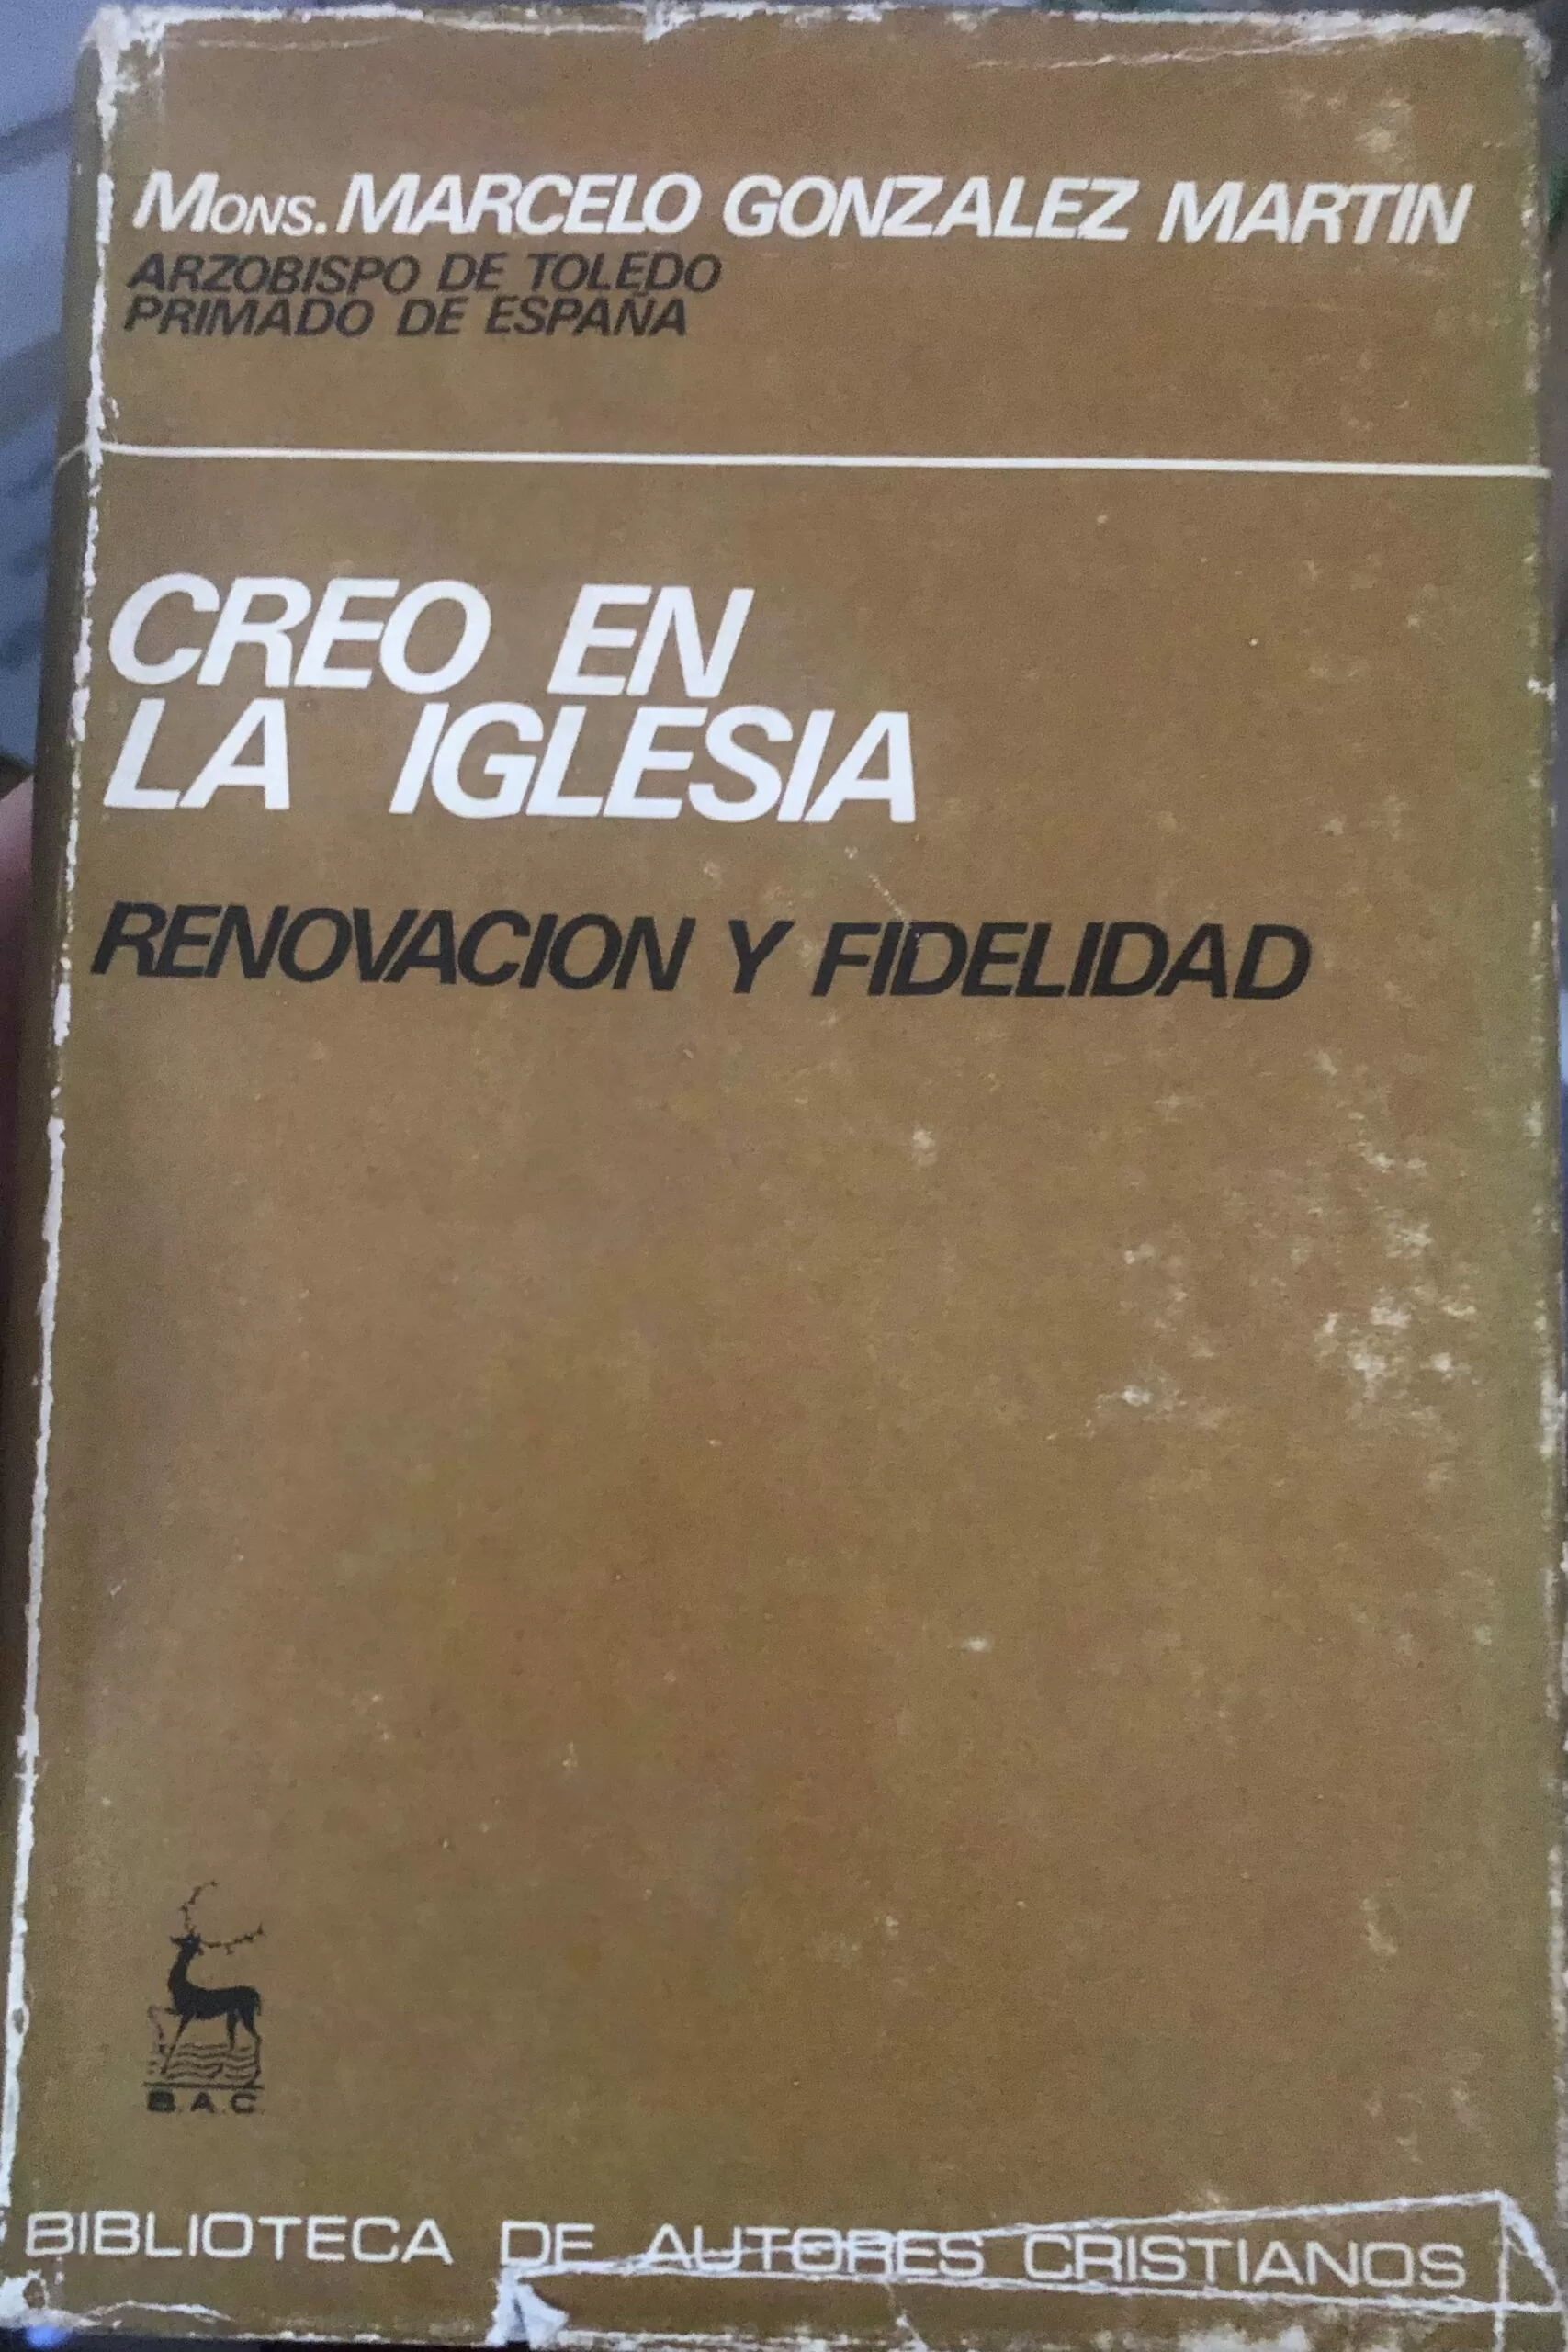 Mons. MARCELO GONZALEZ MARTIN
ARZOBISPO DE TOLEDO
PRIMADO DE ESPAÑA
CREO EN
LA IGLESIA
RENOVACION Y FIDELIDAD
B.A.C.
BIBLIOTECA DE AUTORES CRISTIANOS